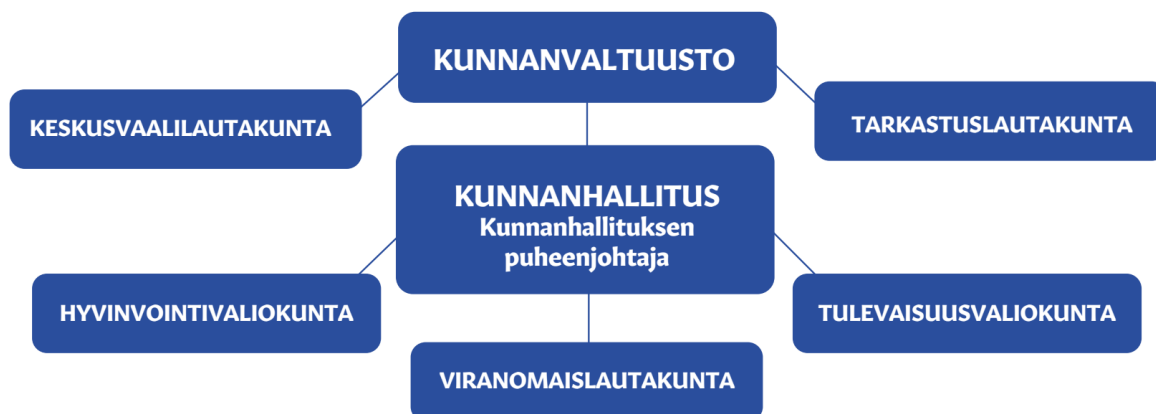 KUNNANVALTUUSTO
KESKUSVAALILAUTAKUNTA
TARKASTUSLAUTAKUNTA
KUNNANHALLITUS
Kunnanhallituksen
puheenjohtaja
HYVINVOINTIVALIOKUNTA
TULEVAISUUSVALIOKUNTA
VIRANOMAISLAUTAKUNTA